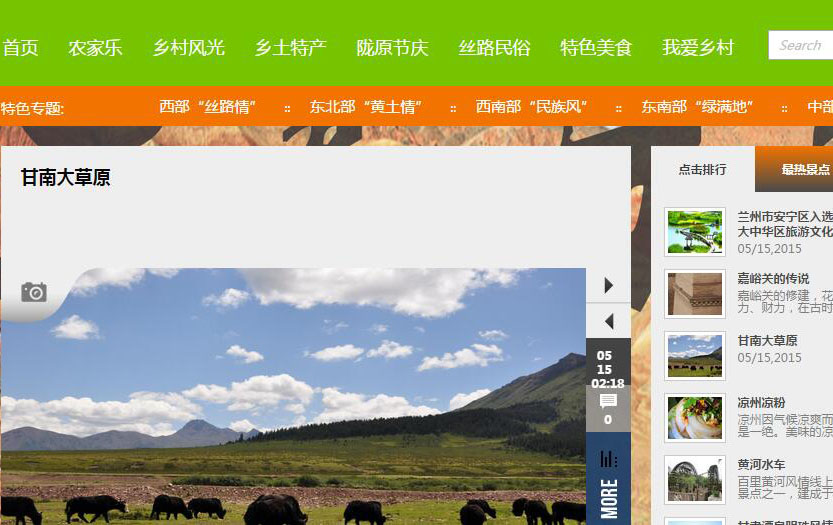 首页 农家乐 乡村风光 乡土特产 陇原节庆 丝路民俗 特色美食 我爱乡村 Search
特色专题: 西部“丝路情” :: 东北部“黄土情” :: 西南部“民族风” :: 东南部“绿满地” :: 中部
甘南大草原
05
15
02:18
0
MORE
点击排行 最热景点
兰州市安宁区入选
大中华区旅游文化
05/15,2015
嘉峪关的传说
嘉峪关的修建，花
力、财力，在古时
甘南大草原
05/15,2015
凉州凉粉
凉州因气候凉爽而
是一绝。美味的凉
黄河水车
百里黄河风情线上
景点之一，建成于